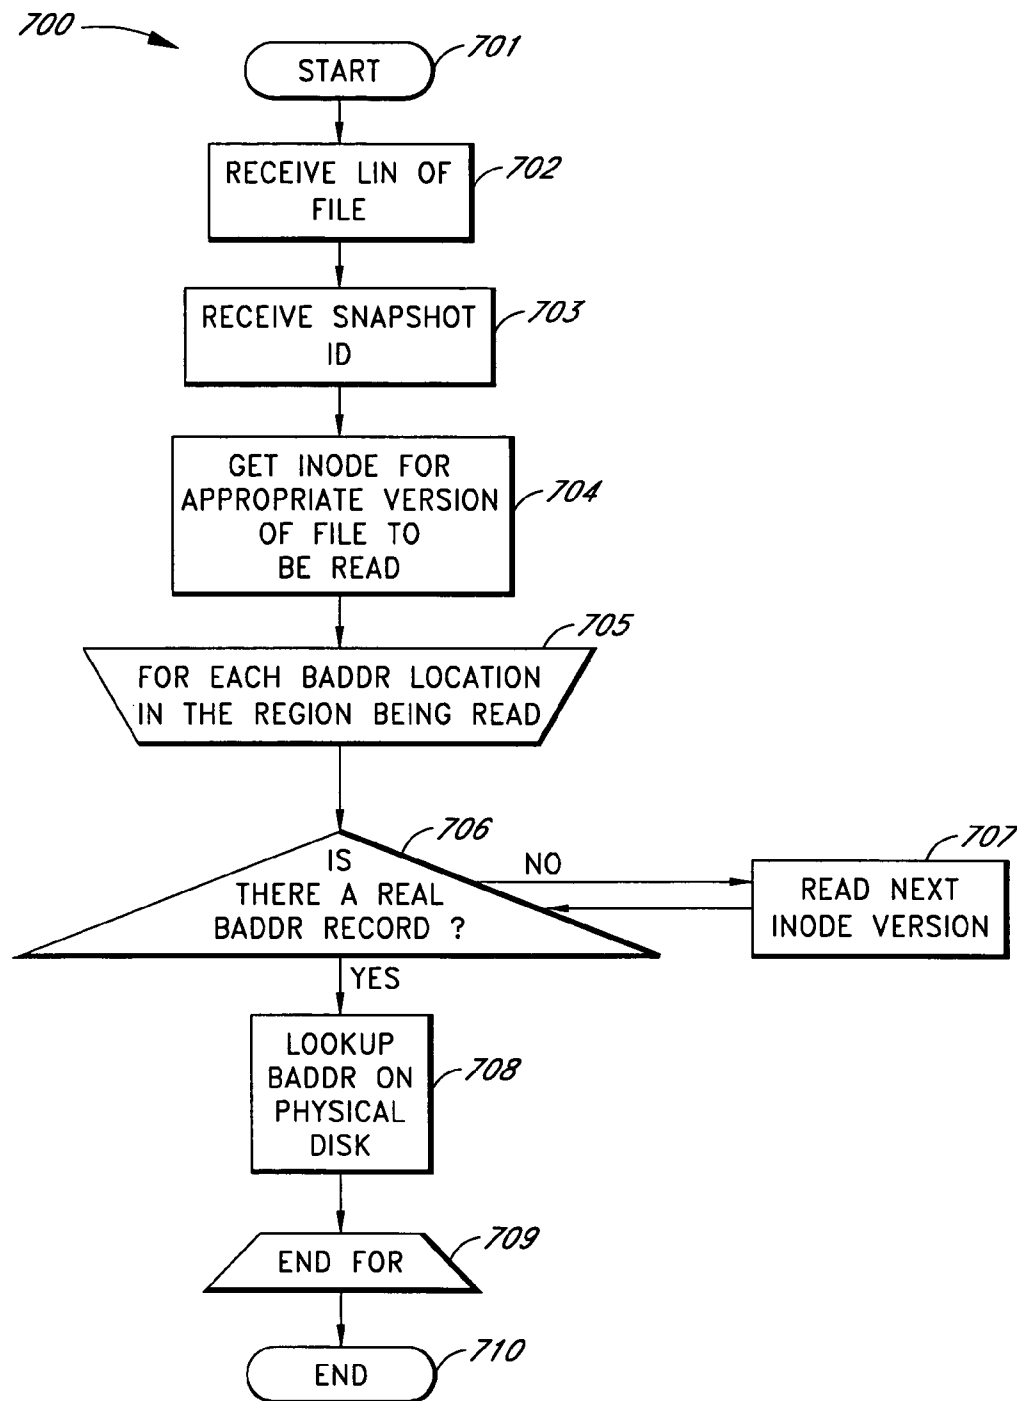 700
START
701
RECEIVE LIN OF
FILE
702
RECEIVE SNAPSHOT
ID
703
GET INODE FOR
APPROPRIATE VERSION
OF FILE TO
BE READ
704
705
FOR EACH BADDR LOCATION
IN THE REGION BEING READ
706
IS
THERE A REAL
BADDR RECORD ?
NO
707
READ NEXT
INODE VERSION
YES
LOOKUP
BADDR ON
PHYSICAL
DISK
708
END FOR
709
END
710